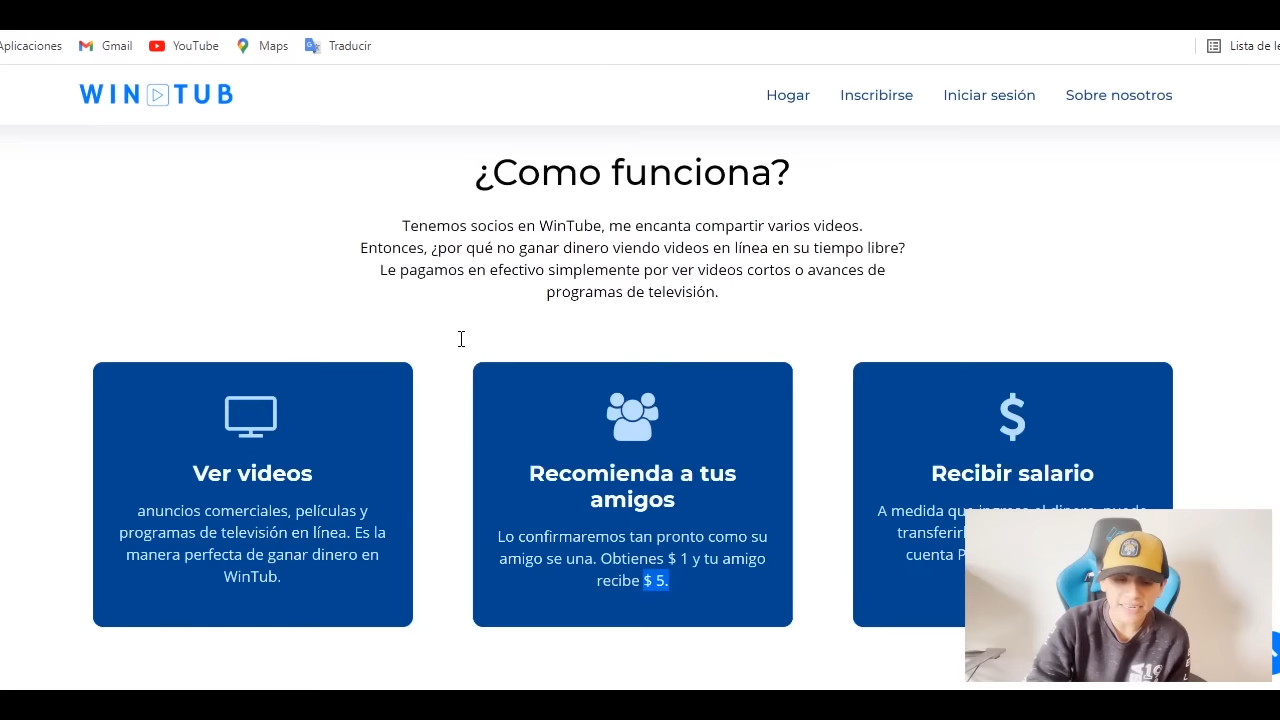 Aplicaciones Gmail YouTube Maps Traducir Lista de le
WIN TUB Hogar Inscribirse Iniciar sesión Sobre nosotros
¿Como funciona?
Tenemos socios en WinTube, me encanta compartir varios videos.
Entonces, ¿por qué no ganar dinero viendo videos en línea en su tiempo libre?
Le pagamos en efectivo simplemente por ver videos cortos o avances de
programas de televisión.
Ver videos
anuncios comerciales, películas y
programas de televisión en línea. Es la
manera perfecta de ganar dinero en
WinTub.
Recomienda a tus
amigos
Lo confirmaremos tan pronto como su
amigo se una. Obtienes $ 1 y tu amigo
recibe $ 5.
Recibir salario
A medida que ingrese el dinero, puede
cuenta P